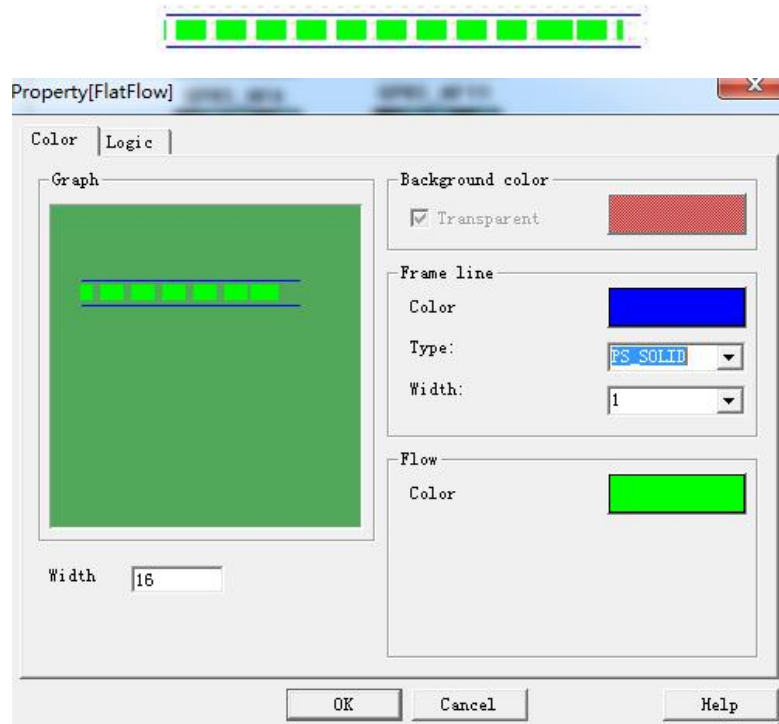 Property[FlatFlow]
Color Logic
Graph
Background color
Transparent
Frame line
Color
Type: PS_SOLID
Width: 1
Flow
Color
Width 16
OK Cancel Help